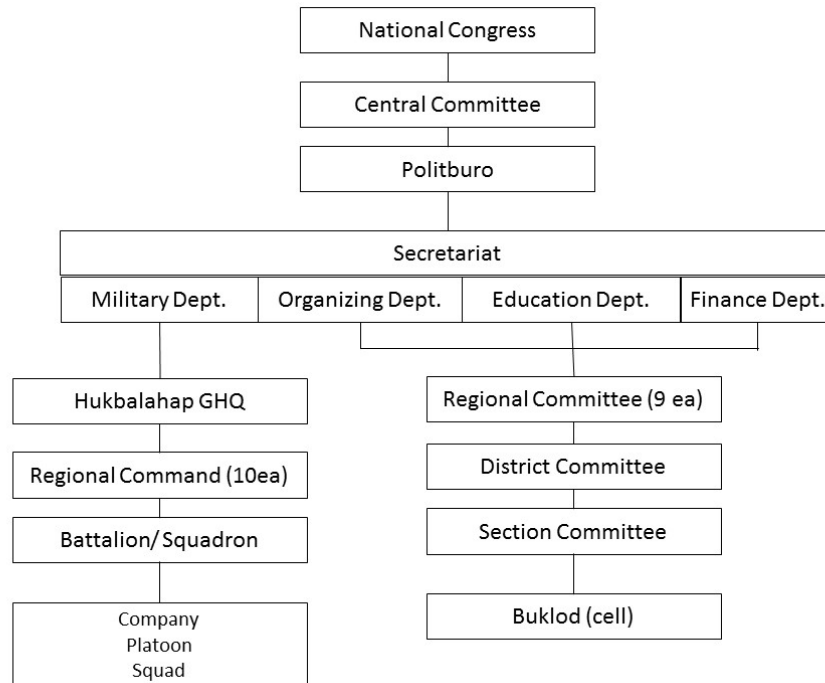 National Congress
Central Committee
Politburo
Secretariat
Military Dept.
Organizing Dept.
Education Dept.
Finance Dept.
Hukbalahap GHQ
Regional Command (10ea)
Battalion/ Squadron
Company
Platoon
Squad
Regional Committee (9 ea)
District Committee
Section Committee
Buklod (cell)